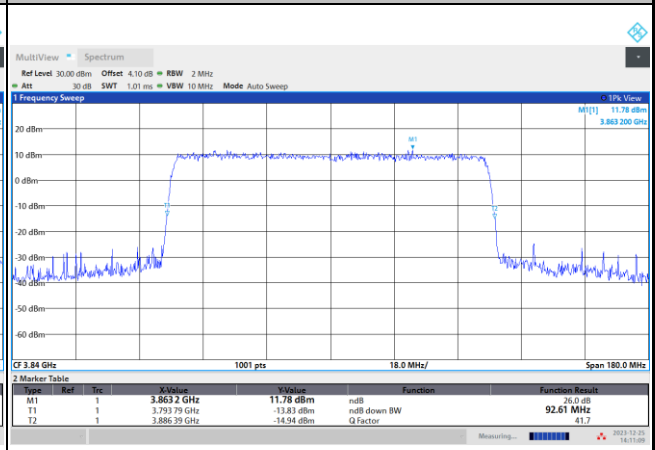 MultiView Spectrum
Ref Level 30.00 dBm Offset 4.10 dB RBW 2 MHz
Att 30 dB SWT 1.01 ms VBW 10 MHz Mode Auto Sweep
1 Frequency Sweep 1Pk View
M1[1] 11.78 dBm
3.863 200 GHz
20 dBm
M1
10 dBm
0 dBm
-10 dBm
T1 T2
-20 dBm
-30 dBm
-40 dBm
-50 dBm
-60 dBm
CF 3.84 GHz 1001 pts 18.0 MHz/ Span 180.0 MHz
2 Marker Table
Type Ref Trc X-Value Y-Value Function Function Result
M1 1 3.8632 GHz 11.78 dBm ndB 26.0 dB
T1 1 3.79379 GHz -13.83 dBm ndB down BW 92.61 MHz
T2 1 3.88639 GHz -14.94 dBm Q Factor 41.7
Measuring... 2023-12-25
14:11:09